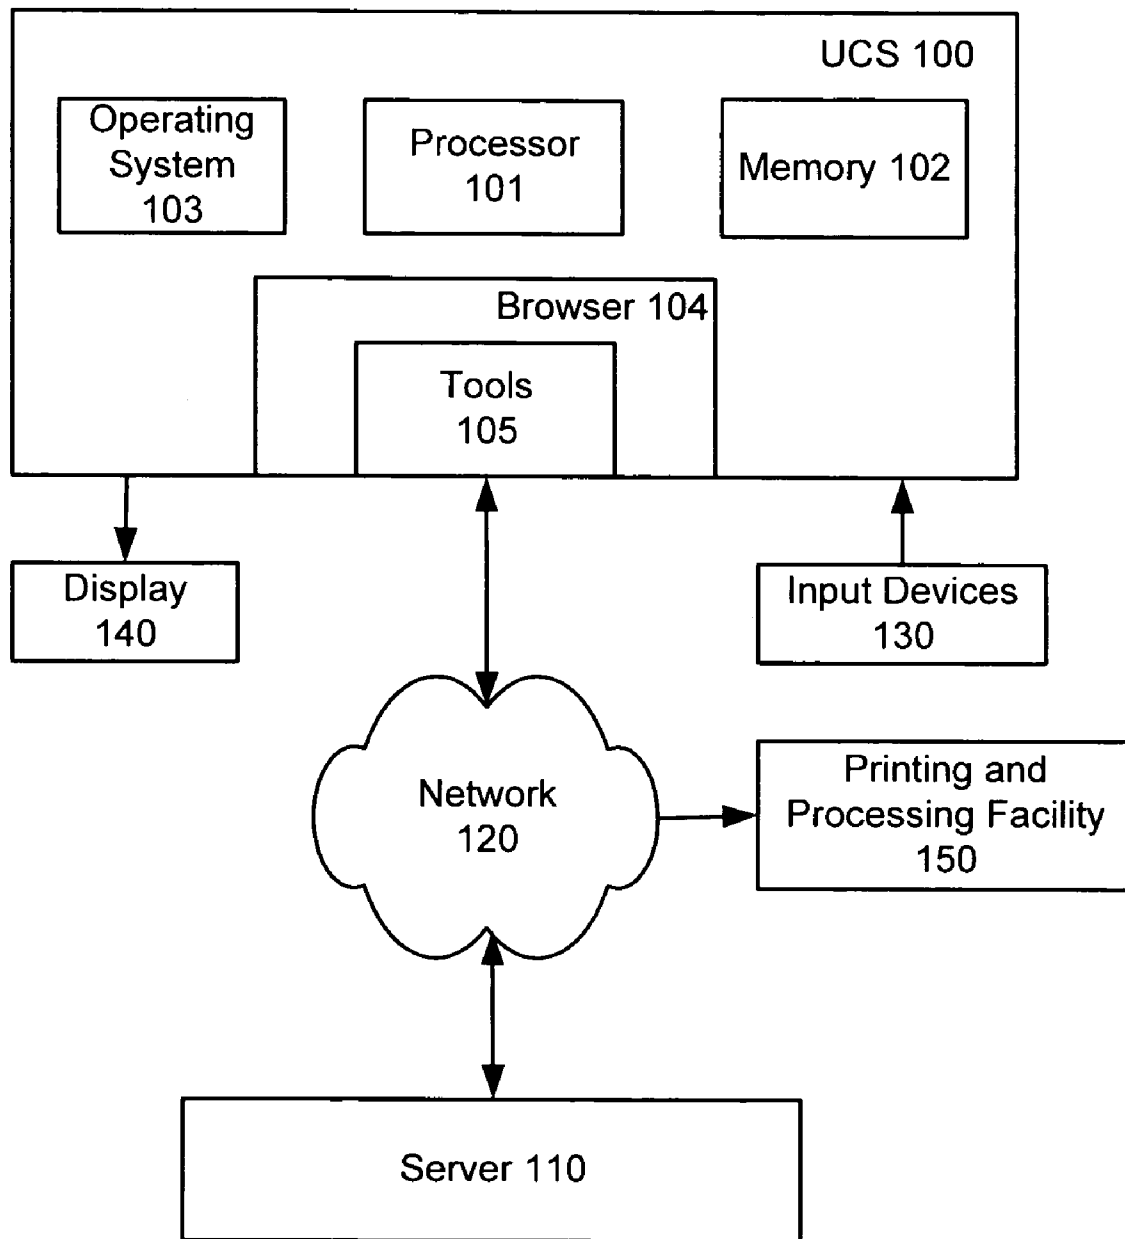 UCS 100
Operating
System
103
Processor
101
Memory 102
Browser 104
Tools
105
Display
140
Input Devices
130
Network
120
Printing and
Processing Facility
150
Server 110